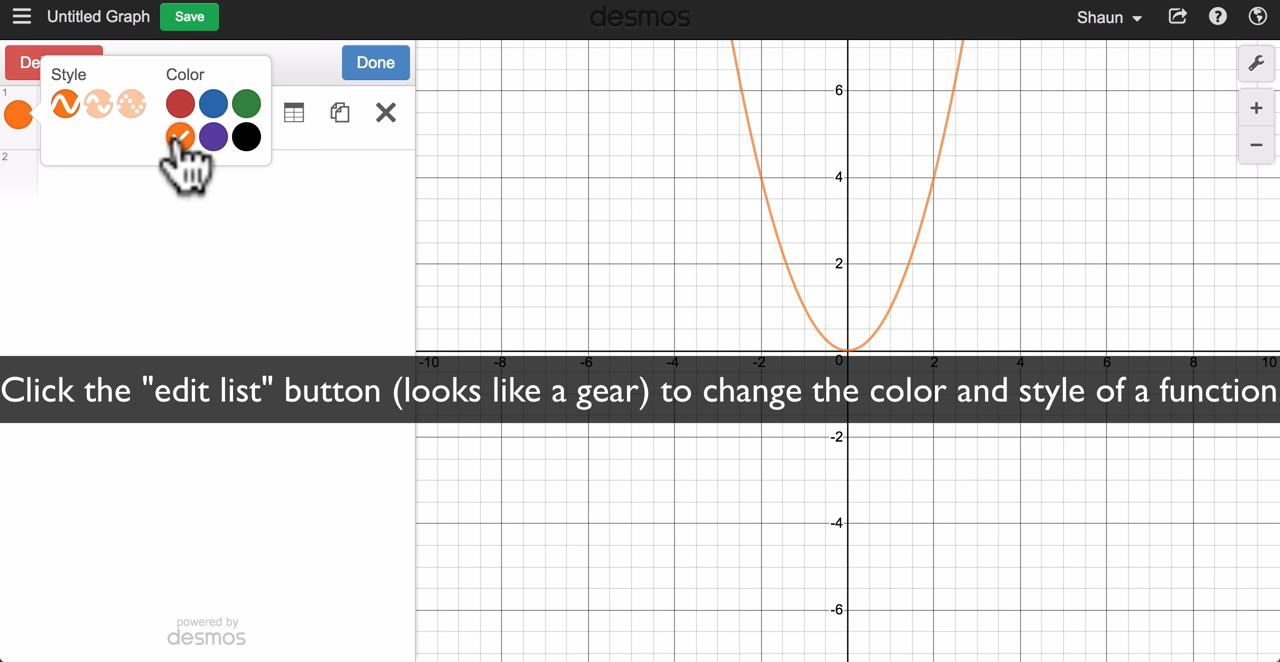 Untitled Graph
Save
desmos
Shaun
De
Done
Style
Color
1
2
6
4
2
-10 -8 -6 -4 -2 0 2 4 6 8 10
Click the "edit list" button (looks like a gear) to change the color and style of a function
-2
-4
-6
powered by
desmos